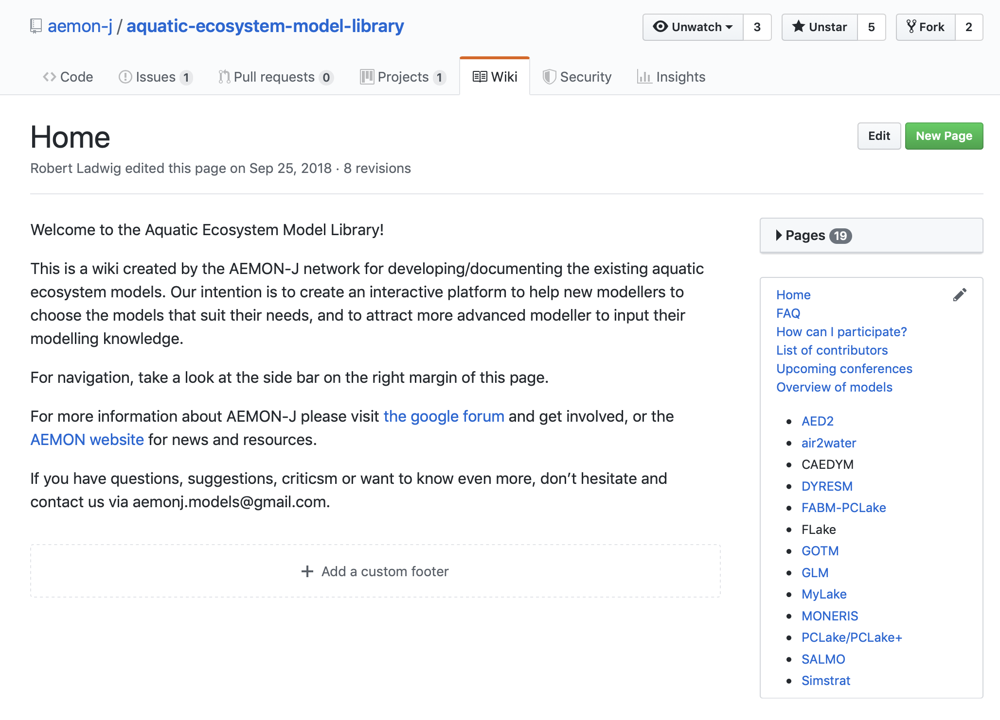 aemon-j / aquatic-ecosystem-model-library
Unwatch 3
Unstar 5
Fork 2
Code
Issues 1
Pull requests 0
Projects 1
Wiki
Security
Insights
Home
Edit
New Page
Robert Ladwig edited this page on Sep 25, 2018 · 8 revisions
Welcome to the Aquatic Ecosystem Model Library!
This is a wiki created by the AEMON-J network for developing/documenting the existing aquatic
ecosystem models. Our intention is to create an interactive platform to help new modellers to
choose the models that suit their needs, and to attract more advanced modeller to input their
modelling knowledge.
For navigation, take a look at the side bar on the right margin of this page.
For more information about AEMON-J please visit the google forum and get involved, or the
AEMON website for news and resources.
If you have questions, suggestions, criticsm or want to know even more, don’t hesitate and
contact us via aemonj.models@gmail.com.
Add a custom footer
Pages 19
Home
FAQ
How can I participate?
List of contributors
Upcoming conferences
Overview of models
AED2
air2water
CAEDYM
DYRESM
FABM-PCLake
FLake
GOTM
GLM
MyLake
MONERIS
PCLake/PCLake+
SALMO
Simstrat